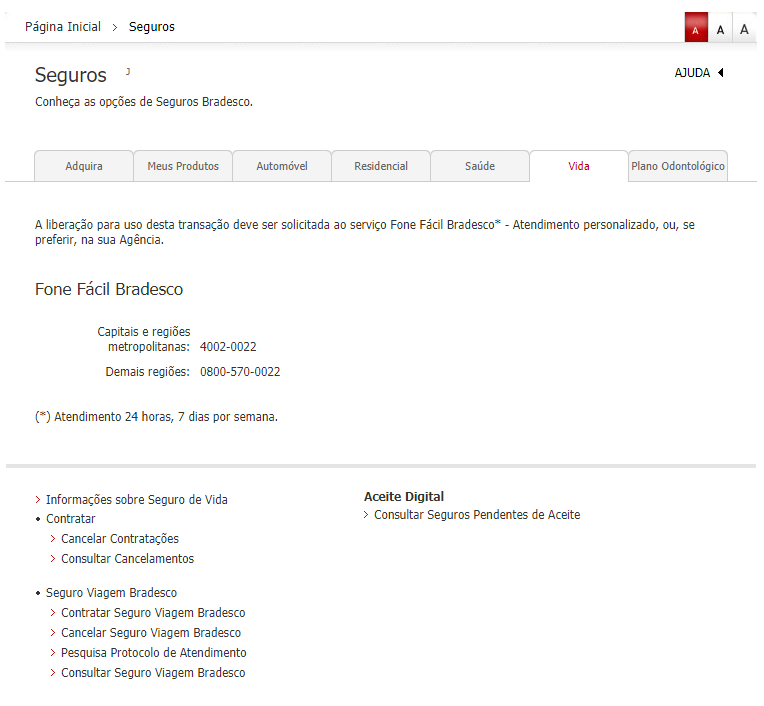 Página Inicial > Seguros
A A A
Seguros J
AJUDA
Conheça as opções de Seguros Bradesco.
Adquira Meus Produtos Automóvel Residencial Saúde Vida Plano Odontológico
A liberação para uso desta transação deve ser solicitada ao serviço Fone Fácil Bradesco* - Atendimento personalizado, ou, se
preferir, na sua Agência.
Fone Fácil Bradesco
Capitais e regiões
metropolitanas: 4002-0022
Demais regiões: 0800-570-0022
(*) Atendimento 24 horas, 7 dias por semana.
> Informações sobre Seguro de Vida
• Contratar
> Cancelar Contratações
> Consultar Cancelamentos
• Seguro Viagem Bradesco
> Contratar Seguro Viagem Bradesco
> Cancelar Seguro Viagem Bradesco
> Pesquisa Protocolo de Atendimento
> Consultar Seguro Viagem Bradesco
Aceite Digital
> Consultar Seguros Pendentes de Aceite